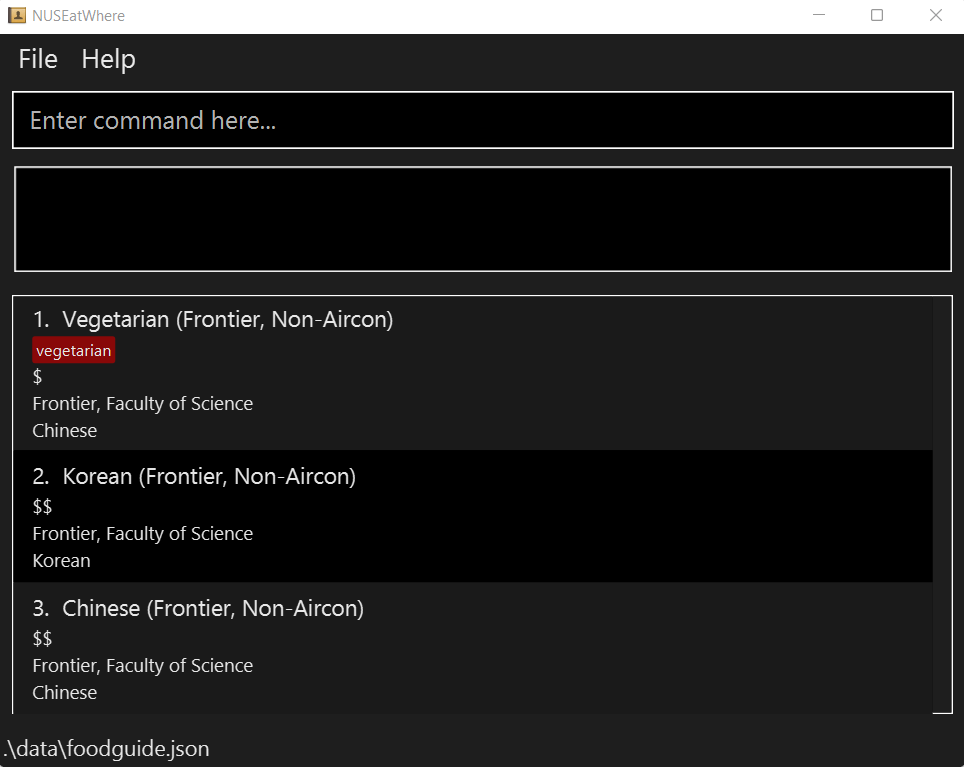 NUSEatWhere
File Help
Enter command here...
1. Vegetarian (Frontier, Non-Aircon)
vegetarian
$
Frontier, Faculty of Science
Chinese
2. Korean (Frontier, Non-Aircon)
$$
Frontier, Faculty of Science
Korean
3. Chinese (Frontier, Non-Aircon)
$$
Frontier, Faculty of Science
Chinese
.\data\foodguide.json